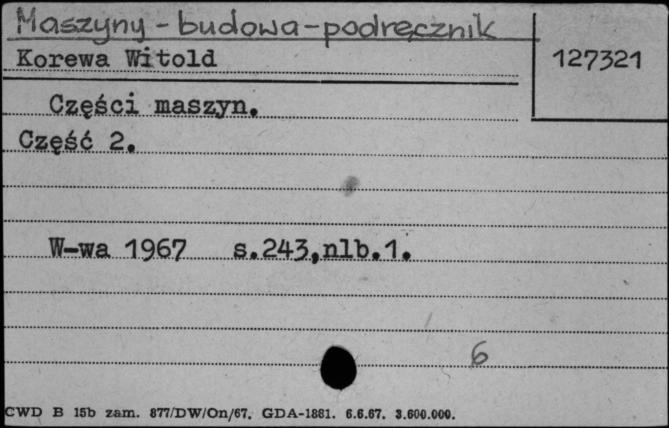 Maszyny - budowa - podręcznik
Korewa Witold
127321
Części maszyn.
Część 2.
W-wa 1967 s.243,nlb.1.
6
CWD B 15b zam. 877/DW/On/67. GDA-1881. 6.6.67. 3.600.000.